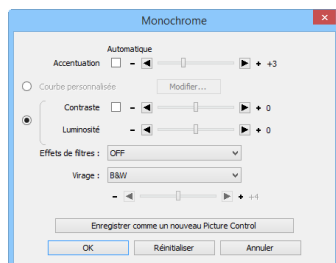 Monochrome
Automatique
Accentuation - + +3
Courbe personnalisée Modifier...
Contraste - + 0
Luminosité - + 0
Effets de filtres : OFF
Virage : B&W
- + +4
Enregistrer comme un nouveau Picture Control
OK Réinitialiser Annuler